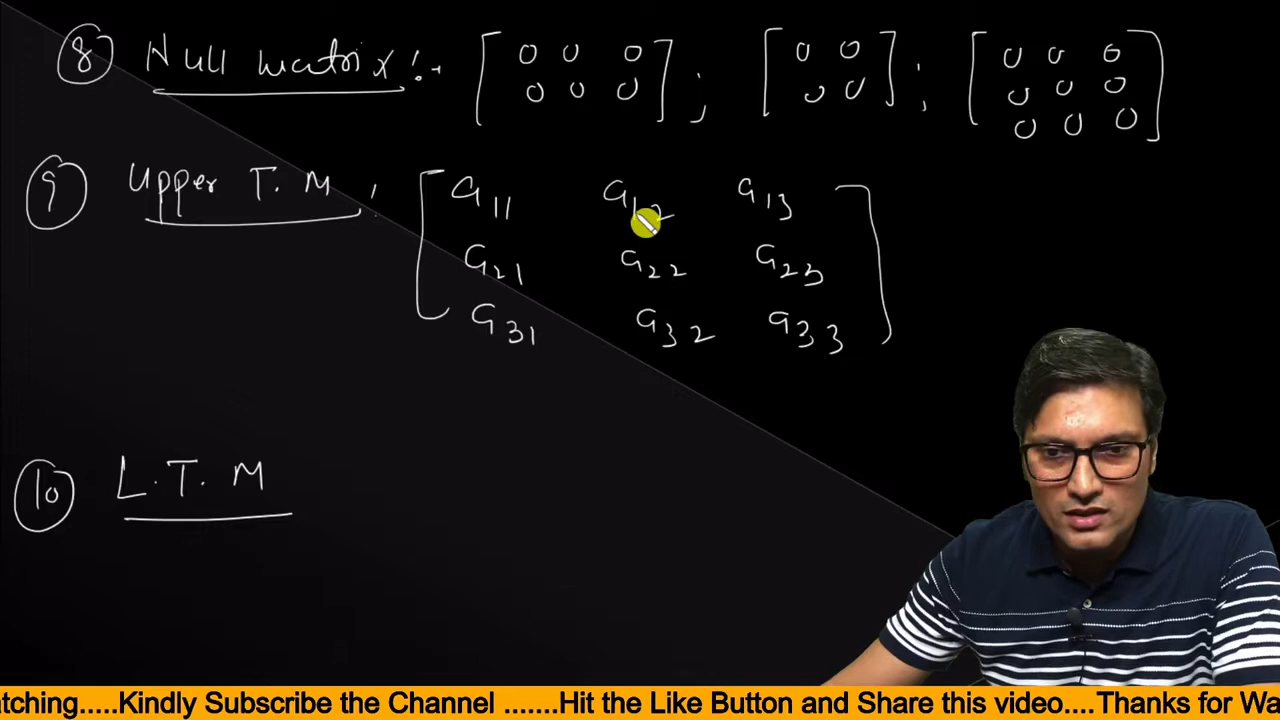 8 Null matrix :- [ 0 0 0 ; [ 0 0 ; [ 0 0 0
0 0 0 ] 0 0 ] 0 0 0
0 0 0 ]
9 Upper T. M : [ a11 a12 a13
a21 a22 a23
a31 a32 a33 ]
10 L.T. M
atching.....Kindly Subscribe the Channel .......Hit the Like Button and Share this video....Thanks for Wa